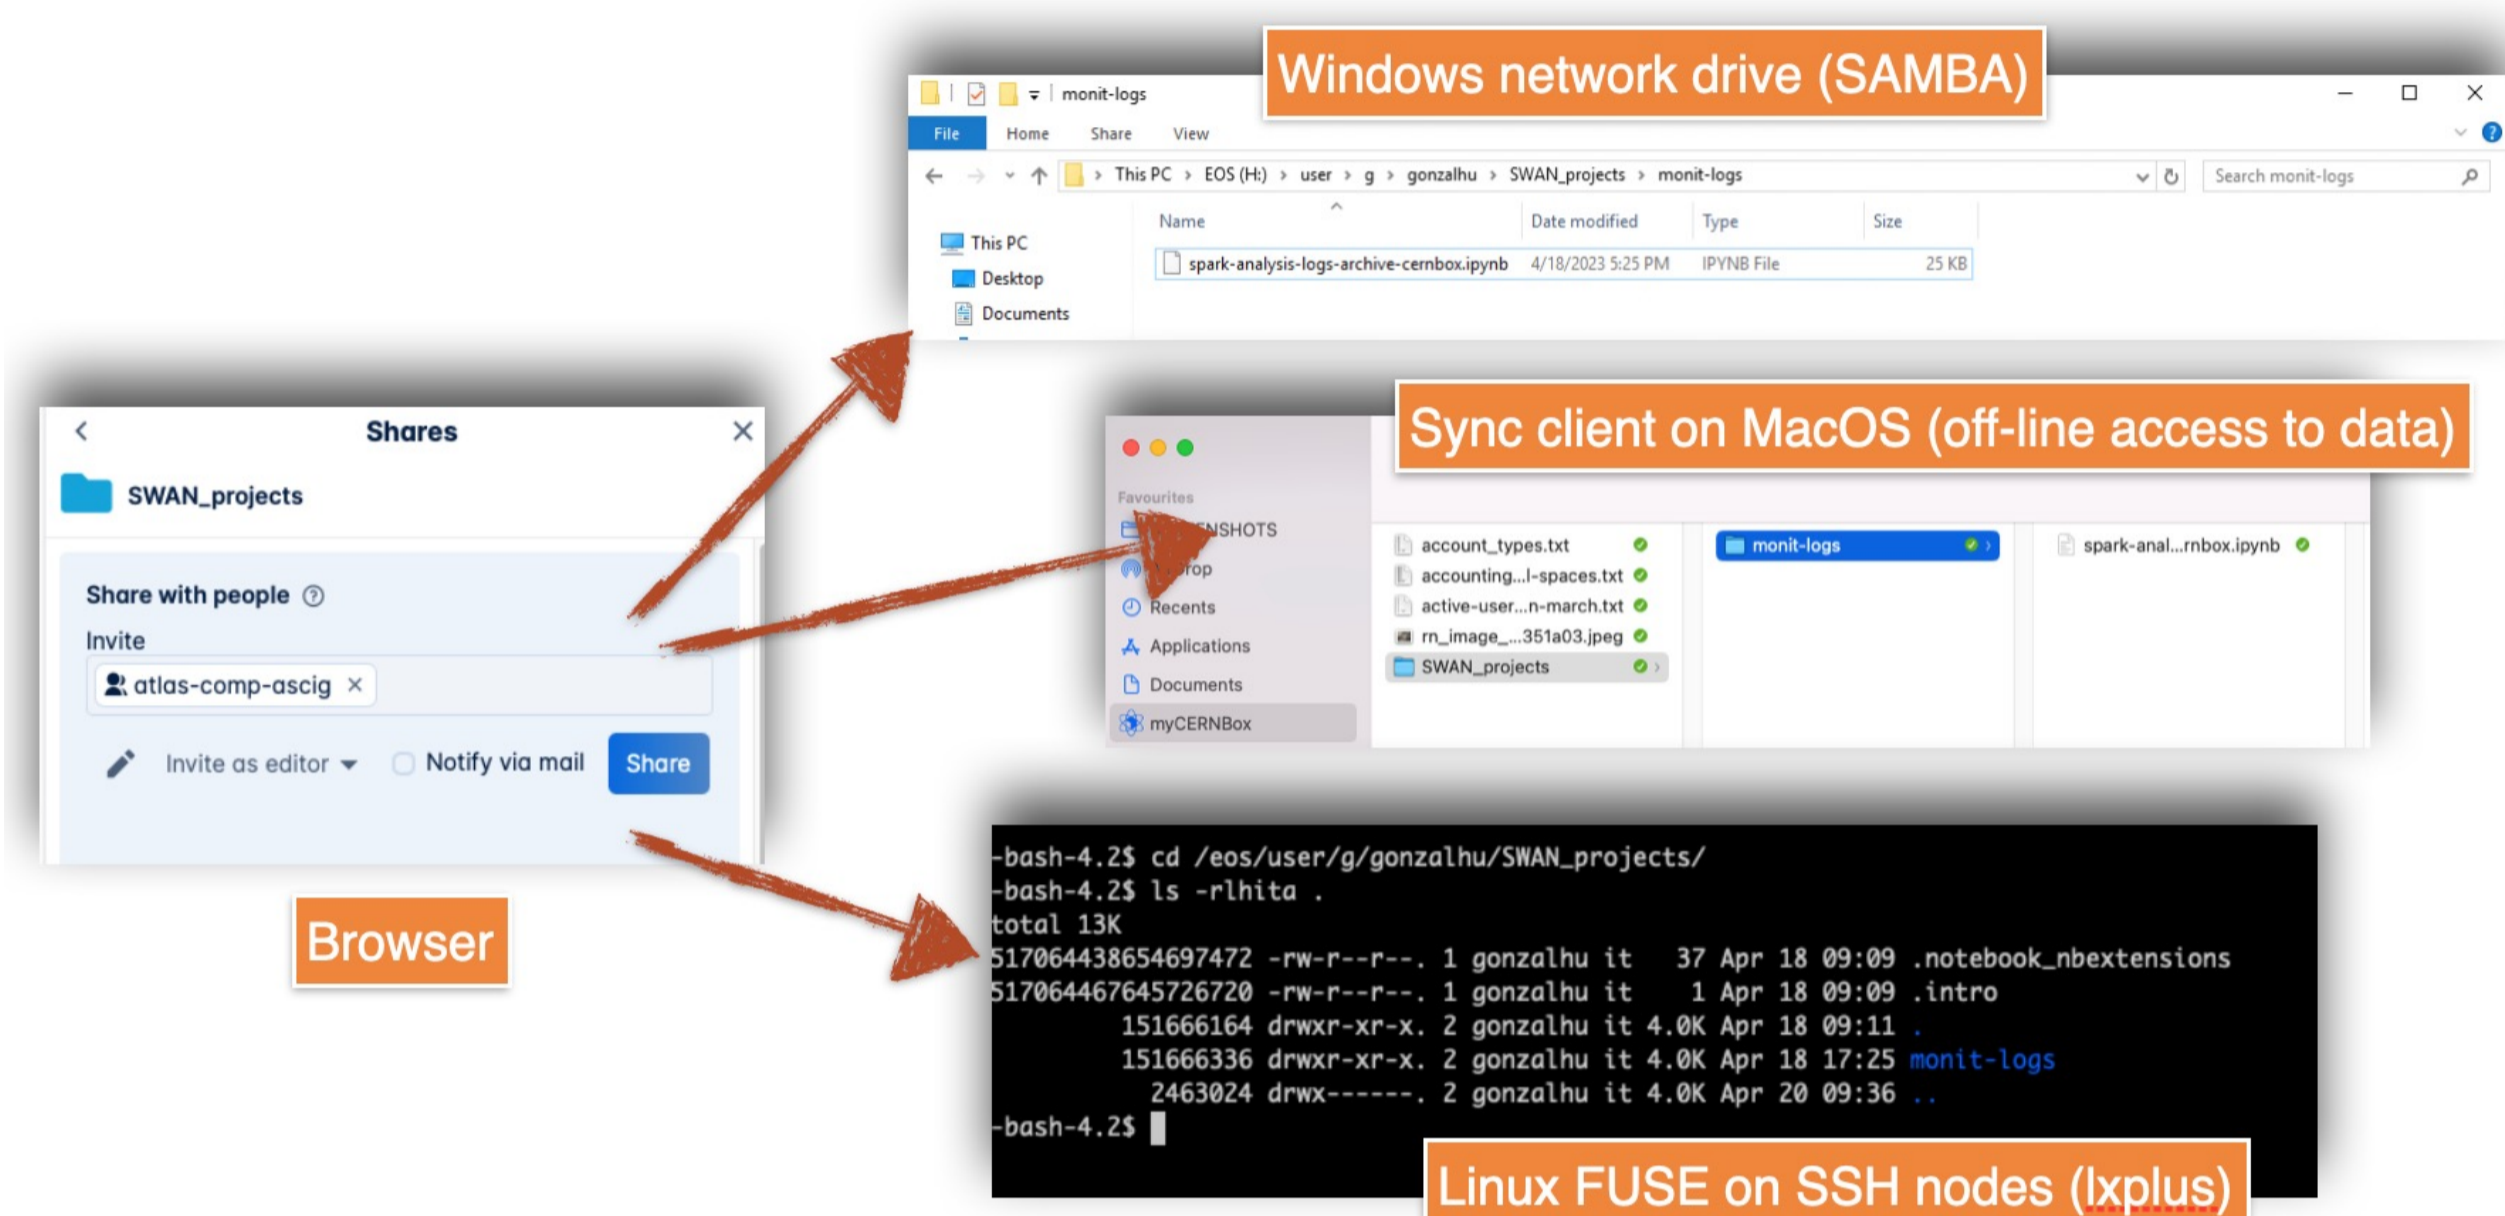 Windows network drive (SAMBA)
monit-logs
File Home Share View
This PC > EOS (H:) > user > g > gonzalhu > SWAN_projects > monit-logs
Search monit-logs
Name Date modified Type Size
This PC
spark-analysis-logs-archive-cernbox.ipynb 4/18/2023 5:25 PM IPYNB File 25 KB
Desktop
Documents
Shares
SWAN_projects
Share with people
Invite
atlas-comp-ascig
Invite as editor
Notify via mail
Share
Browser
Sync client on MacOS (off-line access to data)
Favourites
NSHOTS
rop
Recents
Applications
Documents
myCERNBox
account_types.txt
accounting...l-spaces.txt
active-user...n-march.txt
rn_image_...351a03.jpeg
SWAN_projects
monit-logs
spark-anal...rnbox.ipynb
-bash-4.2$ cd /eos/user/g/gonzalhu/SWAN_projects/
-bash-4.2$ ls -rlhita .
total 13K
517064438654697472 -rw-r--r--. 1 gonzalhu it 37 Apr 18 09:09 .notebook_nbextensions
517064467645726720 -rw-r--r--. 1 gonzalhu it 1 Apr 18 09:09 .intro
151666164 drwxr-xr-x. 2 gonzalhu it 4.0K Apr 18 09:11 .
151666336 drwxr-xr-x. 2 gonzalhu it 4.0K Apr 18 17:25 monit-logs
2463024 drwx------. 2 gonzalhu it 4.0K Apr 20 09:36 ..
-bash-4.2$
Linux FUSE on SSH nodes (lxplus)